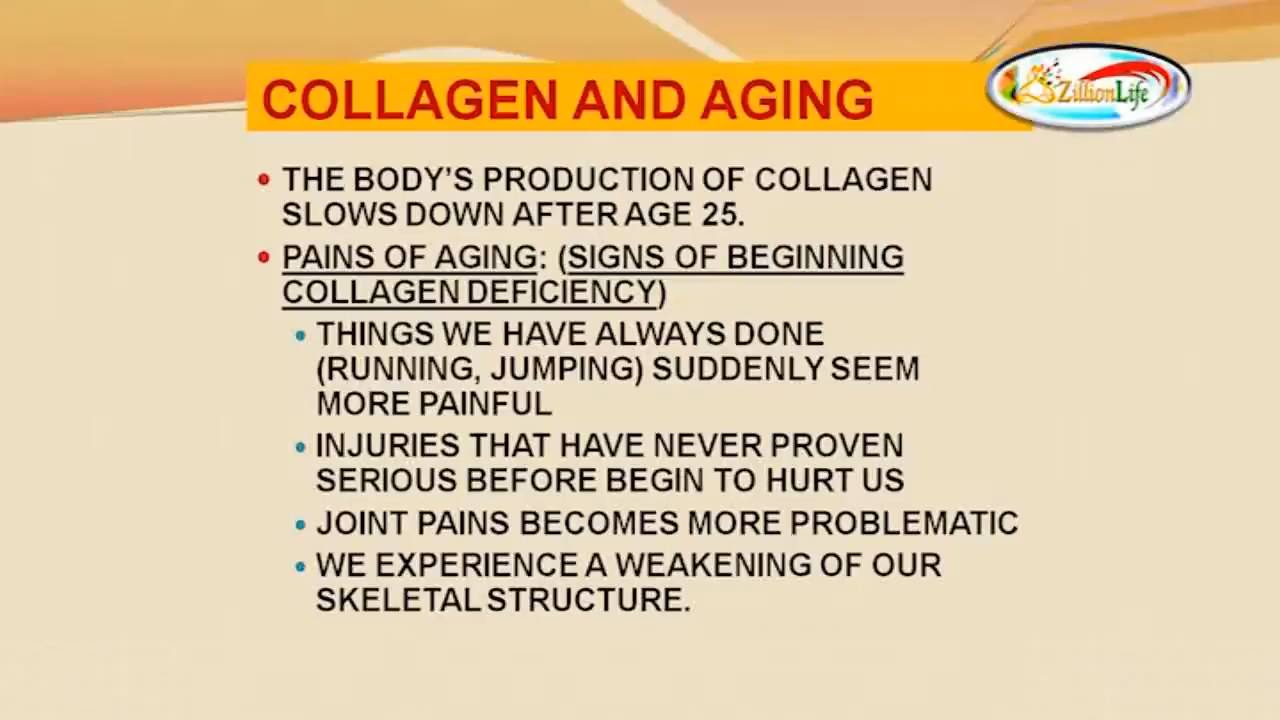 COLLAGEN AND AGING
ZillionLife
• THE BODY'S PRODUCTION OF COLLAGEN
SLOWS DOWN AFTER AGE 25.
• PAINS OF AGING: (SIGNS OF BEGINNING
COLLAGEN DEFICIENCY)
• THINGS WE HAVE ALWAYS DONE
(RUNNING, JUMPING) SUDDENLY SEEM
MORE PAINFUL
• INJURIES THAT HAVE NEVER PROVEN
SERIOUS BEFORE BEGIN TO HURT US
• JOINT PAINS BECOMES MORE PROBLEMATIC
• WE EXPERIENCE A WEAKENING OF OUR
SKELETAL STRUCTURE.